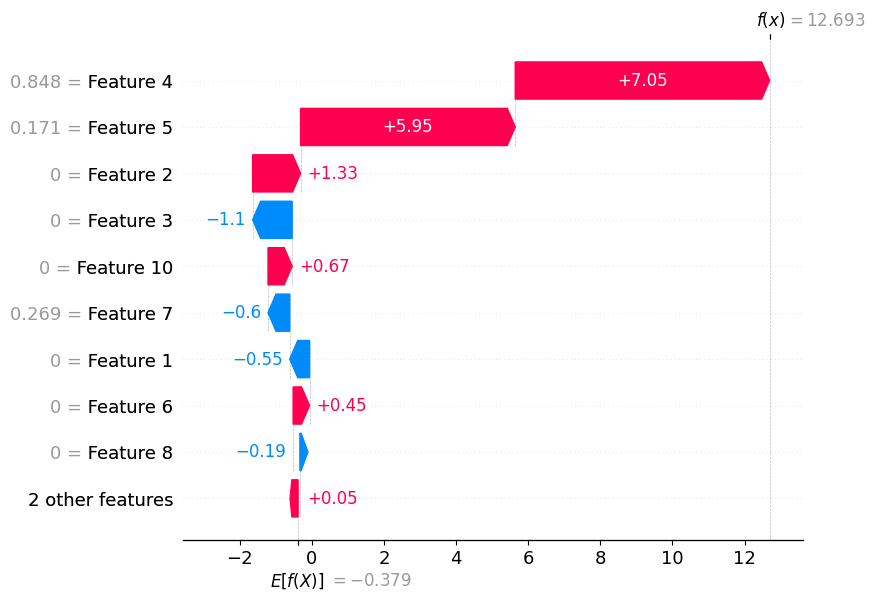 f(x) = 12.693
0.848 = Feature 4
+7.05
0.171 = Feature 5
+5.95
0 = Feature 2
+1.33
0 = Feature 3
−1.1
0 = Feature 10
+0.67
0.269 = Feature 7
−0.6
0 = Feature 1
−0.55
0 = Feature 6
+0.45
0 = Feature 8
−0.19
2 other features
+0.05
−2 0 2 4 6 8 10 12
E[f(X)] = −0.379